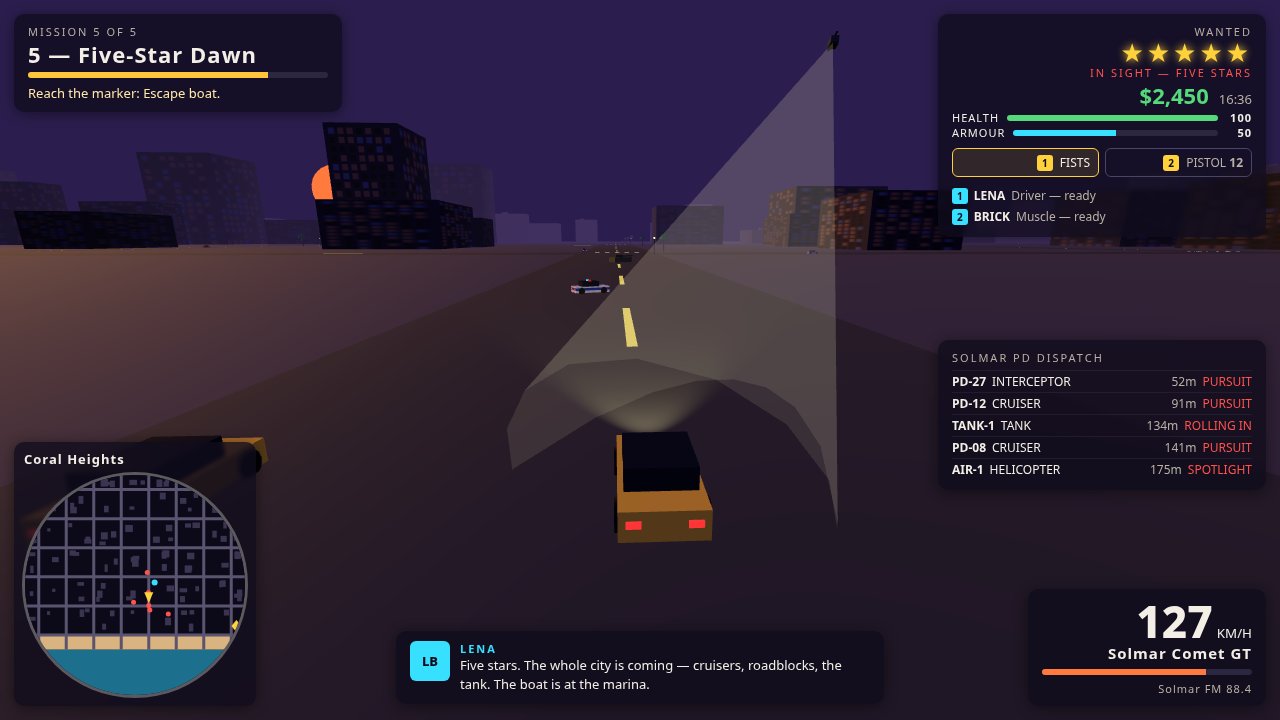 MISSION 5 OF 5
5 — Five-Star Dawn
Reach the marker: Escape boat.
WANTED
★★★★★
IN SIGHT — FIVE STARS
$2,450 16:36
HEALTH 100
ARMOUR 50
1 FISTS 2 PISTOL 12
1 LENA Driver — ready
2 BRICK Muscle — ready
SOLMAR PD DISPATCH
PD-27 INTERCEPTOR 52m PURSUIT
PD-12 CRUISER 91m PURSUIT
TANK-1 TANK 134m ROLLING IN
PD-08 CRUISER 141m PURSUIT
AIR-1 HELICOPTER 175m SPOTLIGHT
Coral Heights
LB
LENA
Five stars. The whole city is coming — cruisers, roadblocks, the
tank. The boat is at the marina.
127 KM/H
Solmar Comet GT
Solmar FM 88.4